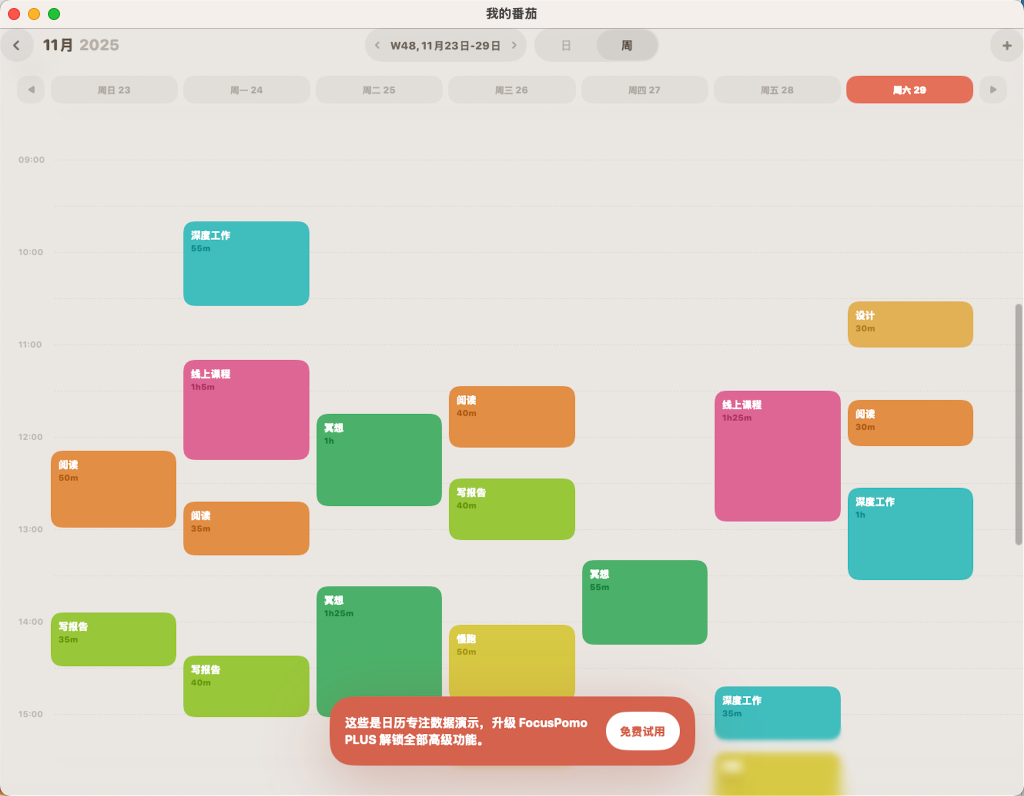 我的番茄
11月 2025
W48, 11月23日-29日
日
周
周日 23
周一 24
周二 25
周三 26
周四 27
周五 28
周六 29
09:00
10:00
11:00
12:00
13:00
14:00
15:00
阅读
50m
写报告
35m
深度工作
55m
线上课程
1h5m
阅读
35m
写报告
40m
冥想
1h
冥想
1h25m
阅读
40m
写报告
40m
慢跑
50m
冥想
55m
线上课程
1h25m
深度工作
35m
设计
30m
阅读
30m
深度工作
1h
这些是日历专注数据演示，升级 FocusPomo
PLUS 解锁全部高级功能。
免费试用